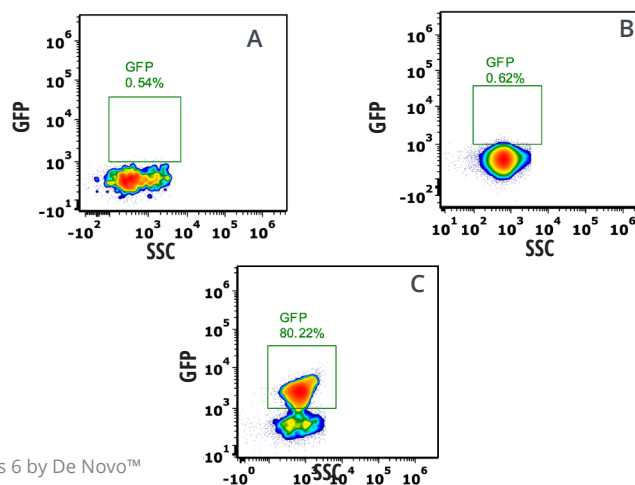 A
10⁶
10⁵
10⁴
10³
-10¹
GFP
GFP
0.54%
-10² 10³ 10⁴ 10⁵ 10⁶
SSC
B
10⁶
10⁵
10⁴
10³
-10²
GFP
GFP
0.62%
10¹ 10² 10³ 10⁴ 10⁵ 10⁶
SSC
C
10⁶
10⁵
10⁴
10³
10¹
GFP
GFP
80.22%
-10⁰ 10³ 10⁴ 10⁵ 10⁶
SSC
s 6 by De Novo™